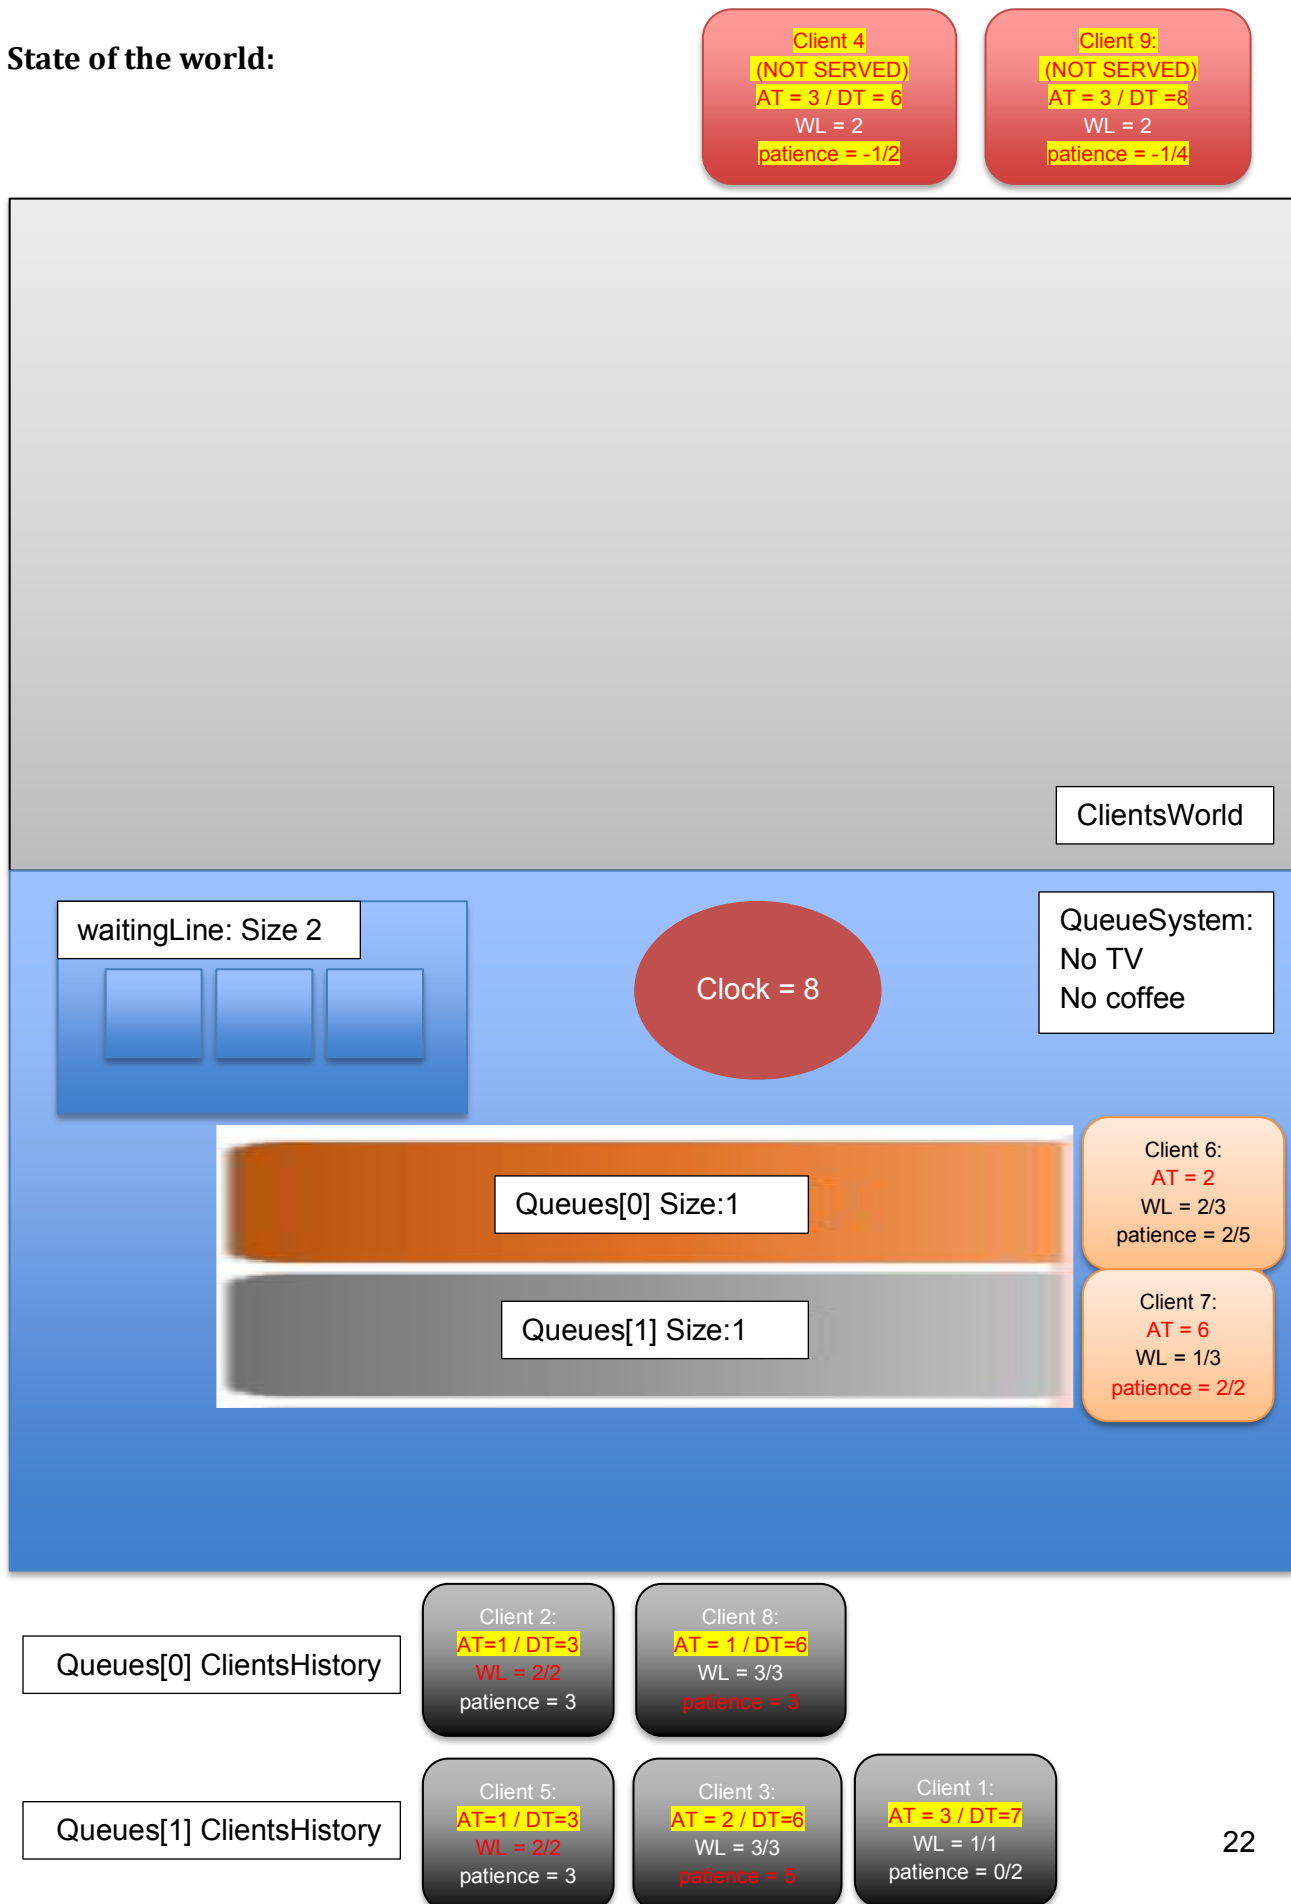 State of the world:
Client 4
(NOT SERVED)
AT = 3 / DT = 6
WL = 2
patience = -1/2
Client 9:
(NOT SERVED)
AT = 3 / DT =8
WL = 2
patience = -1/4
ClientsWorld
waitingLine: Size 2
Clock = 8
QueueSystem:
No TV
No coffee
Queues[0] Size:1
Client 6:
AT = 2
WL = 2/3
patience = 2/5
Queues[1] Size:1
Client 7:
AT = 6
WL = 1/3
patience = 2/2
Queues[0] ClientsHistory
Client 2:
AT=1 / DT=3
WL = 2/2
patience = 3
Client 8:
AT = 1 / DT=6
WL = 3/3
patience = 3
Queues[1] ClientsHistory
Client 5:
AT=1 / DT=3
WL = 2/2
patience = 3
Client 3:
AT = 2 / DT=6
WL = 3/3
patience = 5
Client 1:
AT = 3 / DT=7
WL = 1/1
patience = 0/2
22